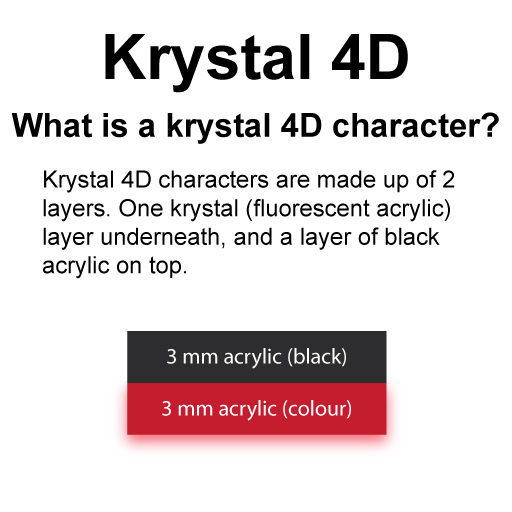 Krystal 4D
What is a krystal 4D character?
Krystal 4D characters are made up of 2
layers. One krystal (fluorescent acrylic)
layer underneath, and a layer of black
acrylic on top.
3 mm acrylic (black)
3 mm acrylic (colour)